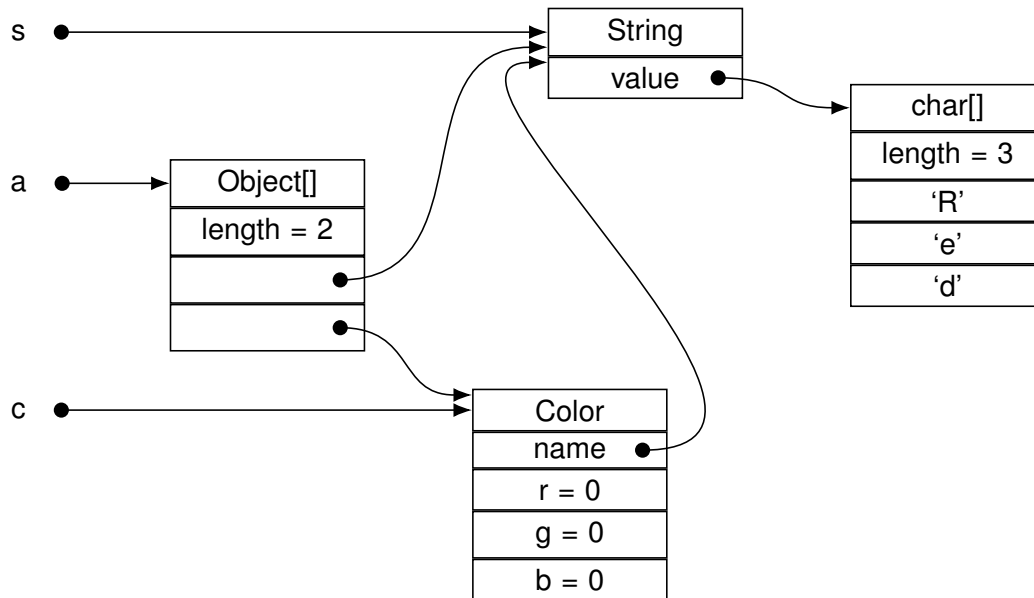 s
String
value
char[]
length = 3
‘R’
‘e’
‘d’
a
Object[]
length = 2
c
Color
name
r = 0
g = 0
b = 0